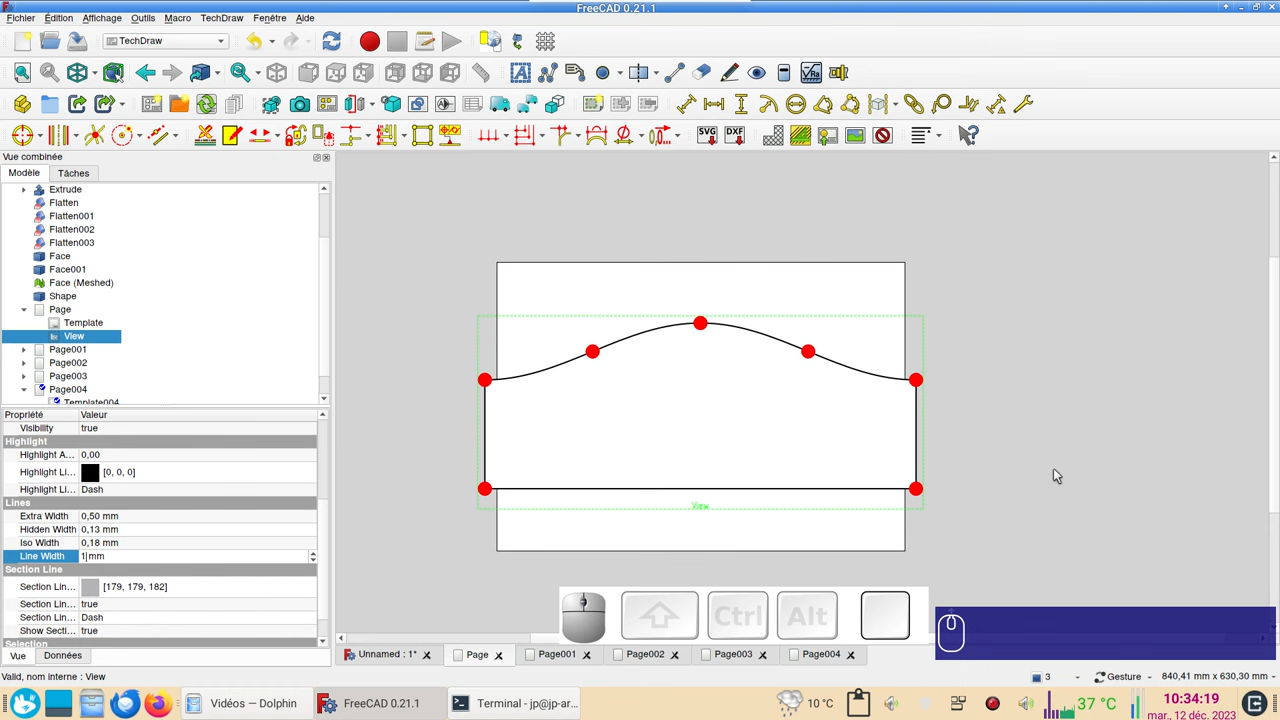 FreeCAD 0.21.1
Fichier Édition Affichage Outils Macro TechDraw Fenêtre Aide
TechDraw
SVG DXF
Vue combinée
Modèle Tâches
Extrude
Flatten
Flatten001
Flatten002
Flatten003
Face
Face001
Face (Meshed)
Shape
Page
Template
View
Page001
Page002
Page003
Page004
Template004
Propriété Valeur
Visibility true
Highlight
Highlight A... 0,00
Highlight Li... [0, 0, 0]
Highlight Li... Dash
Lines
Extra Width 0,50 mm
Hidden Width 0,13 mm
Iso Width 0,18 mm
Line Width 1 mm
Section Line
Section Lin... [179, 179, 182]
Section Lin... true
Section Lin... Dash
Show Secti... true
Selection
Vue Données
View
Ctrl Alt
Unnamed : 1* Page Page001 Page002 Page003 Page004
Valid, nom interne : View
3 Gesture 840,41 mm x 630,30 mm
Vidéos — Dolphin FreeCAD 0.21.1 Terminal - jp@jp-ar... 10 °C 37 °C 10:34:19
mar., 12 déc. 2023